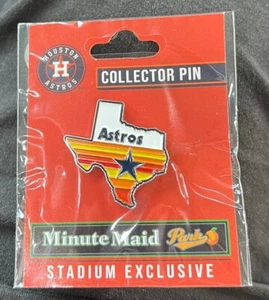 HOUSTON
H
ASTROS
COLLECTOR PIN
Astros
Minute Maid Park
STADIUM EXCLUSIVE